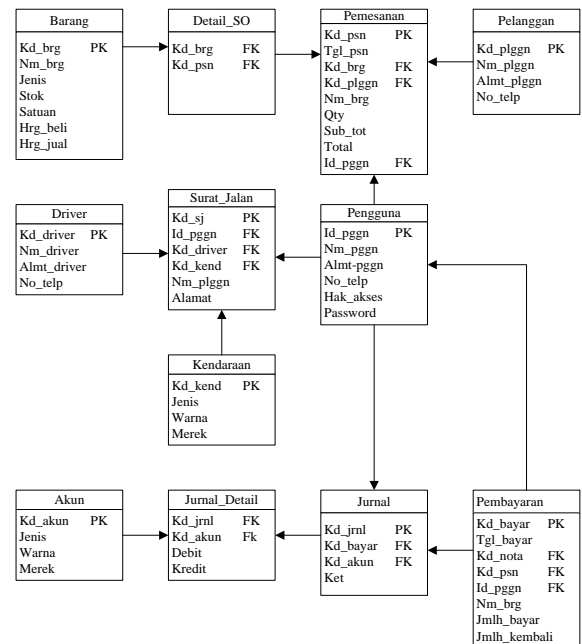 Barang
Kd_brg PK
Nm_brg
Jenis
Stok
Satuan
Hrg_beli
Hrg_jual
Detail_SO
Kd_brg FK
Kd_psn FK
Pemesanan
Kd_psn PK
Tgl_psn
Kd_brg FK
Kd_plggn FK
Nm_brg
Qty
Sub_tot
Total
Id_pggn FK
Pelanggan
Kd_plggn PK
Nm_plggn
Almt_plggn
No_telp
Driver
Kd_driver PK
Nm_driver
Almt_driver
No_telp
Surat_Jalan
Kd_sj PK
Id_pggn FK
Kd_driver FK
Kd_kend FK
Nm_plggn
Alamat
Pengguna
Id_pggn PK
Nm_pggn
Almt-pggn
No_telp
Hak_akses
Password
Kendaraan
Kd_kend PK
Jenis
Warna
Merek
Akun
Kd_akun PK
Jenis
Warna
Merek
Jurnal_Detail
Kd_jrnl FK
Kd_akun Fk
Debit
Kredit
Jurnal
Kd_jrnl PK
Kd_bayar FK
Kd_akun FK
Ket
Pembayaran
Kd_bayar PK
Tgl_bayar
Kd_nota FK
Kd_psn FK
Id_pggn FK
Nm_brg
Jmlh_bayar
Jmlh_kembali